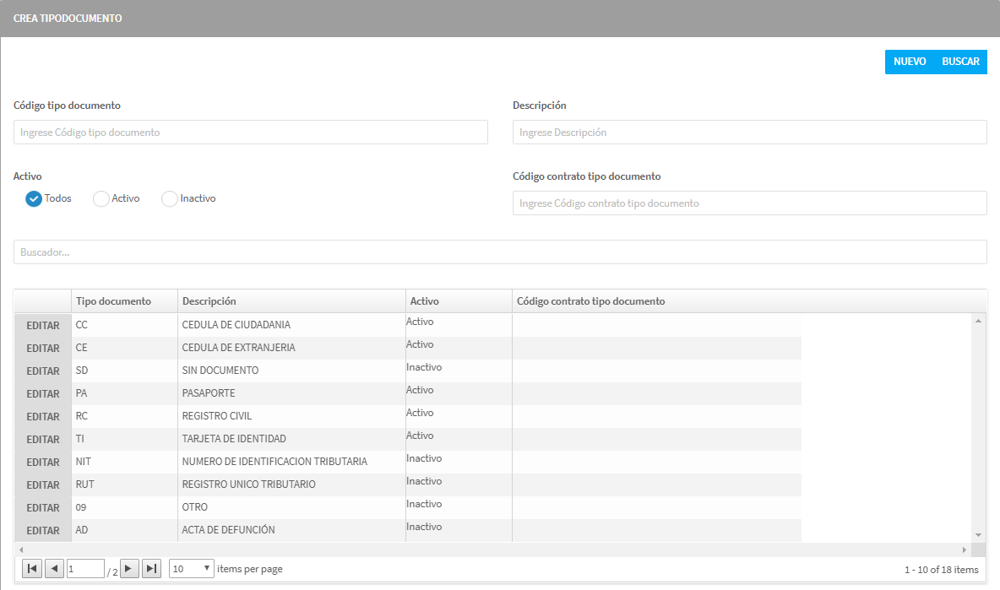 CREA TIPODOCUMENTO
NUEVO BUSCAR
Código tipo documento Descripción
Ingrese Código tipo documento Ingrese Descripción
Activo Código contrato tipo documento
Todos Activo Inactivo
Ingrese Código contrato tipo documento
Buscador...
Tipo documento Descripción Activo Código contrato tipo documento
EDITAR CC CEDULA DE CIUDADANIA Activo
EDITAR CE CEDULA DE EXTRANJERIA Activo
EDITAR SD SIN DOCUMENTO Inactivo
EDITAR PA PASAPORTE Activo
EDITAR RC REGISTRO CIVIL Activo
EDITAR TI TARJETA DE IDENTIDAD Activo
EDITAR NIT NUMERO DE IDENTIFICACION TRIBUTARIA Inactivo
EDITAR RUT REGISTRO UNICO TRIBUTARIO Inactivo
EDITAR 09 OTRO Inactivo
EDITAR AD ACTA DE DEFUNCIÓN Inactivo
1 / 2 10 items per page 1 - 10 of 18 items